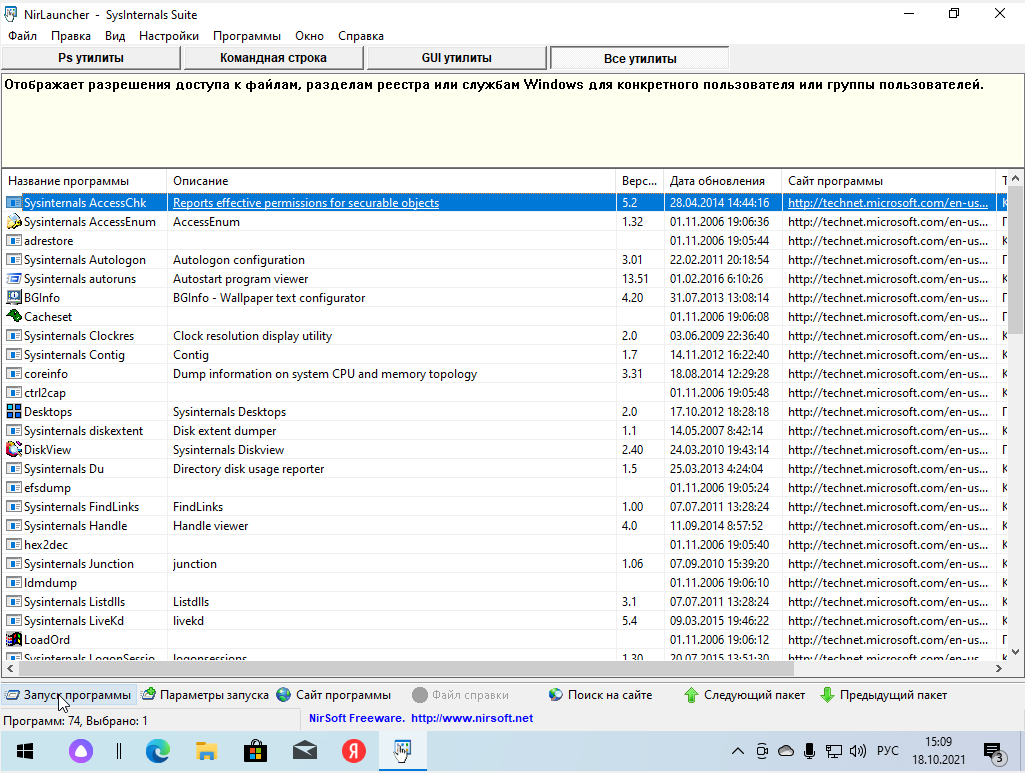 NirLauncher - SysInternals Suite
Файл Правка Вид Настройки Программы Окно Справка
Ps утилиты Командная строка GUI утилиты Все утилиты
Отображает разрешения доступа к файлам, разделам реестра или службам Windows для конкретного пользователя или группы пользователей.
Название программы Описание Верс... Дата обновления Сайт программы Т
Sysinternals AccessChk Reports effective permissions for securable objects 5.2 28.04.2014 14:44:16 http://technet.microsoft.com/en-us... К
Sysinternals AccessEnum AccessEnum 1.32 01.11.2006 19:06:36 http://technet.microsoft.com/en-us... Г
adrestore 01.11.2006 19:05:44 http://technet.microsoft.com/en-us... К
Sysinternals Autologon Autologon configuration 3.01 22.02.2011 20:18:54 http://technet.microsoft.com/en-us... Г
Sysinternals autoruns Autostart program viewer 13.51 01.02.2016 6:10:26 http://technet.microsoft.com/en-us... Г
BGInfo BGInfo - Wallpaper text configurator 4.20 31.07.2013 13:08:14 http://technet.microsoft.com/en-us... Г
Cacheset 01.11.2006 19:06:08 http://technet.microsoft.com/en-us... Г
Sysinternals Clockres Clock resolution display utility 2.0 03.06.2009 22:36:40 http://technet.microsoft.com/en-us... К
Sysinternals Contig Contig 1.7 14.11.2012 16:22:40 http://technet.microsoft.com/en-us... К
coreinfo Dump information on system CPU and memory topology 3.31 18.08.2014 12:29:28 http://technet.microsoft.com/en-us... К
ctrl2cap 01.11.2006 19:05:48 http://technet.microsoft.com/en-us... К
Desktops Sysinternals Desktops 2.0 17.10.2012 18:28:18 http://technet.microsoft.com/en-us... Г
Sysinternals diskextent Disk extent dumper 1.1 14.05.2007 8:42:14 http://technet.microsoft.com/en-us... К
DiskView Sysinternals Diskview 2.40 24.03.2010 19:43:14 http://technet.microsoft.com/en-us... Г
Sysinternals Du Directory disk usage reporter 1.5 25.03.2013 4:24:04 http://technet.microsoft.com/en-us... К
efsdump 01.11.2006 19:05:24 http://technet.microsoft.com/en-us... К
Sysinternals FindLinks FindLinks 1.00 07.07.2011 13:28:24 http://technet.microsoft.com/en-us... К
Sysinternals Handle Handle viewer 4.0 11.09.2014 8:57:52 http://technet.microsoft.com/en-us... К
hex2dec 01.11.2006 19:05:40 http://technet.microsoft.com/en-us... К
Sysinternals Junction junction 1.06 07.09.2010 15:39:20 http://technet.microsoft.com/en-us... К
ldmdump 01.11.2006 19:06:10 http://technet.microsoft.com/en-us... К
Sysinternals Listdlls Listdlls 3.1 07.07.2011 13:28:24 http://technet.microsoft.com/en-us... К
Sysinternals LiveKd livekd 5.4 09.03.2015 19:46:22 http://technet.microsoft.com/en-us... К
LoadOrd 01.11.2006 19:06:12 http://technet.microsoft.com/en-us... Г
Sysinternals LogonSessio logonsessions 1.30 20.07.2015 13:51:30 http://technet.microsoft.com/en-us... К
Запуск программы Параметры запуска Сайт программы Файл справки Поиск на сайте Следующий пакет Предыдущий пакет
Программ: 74, Выбрано: 1 NirSoft Freeware. http://www.nirsoft.net
Я РУС 15:09
18.10.2021 3